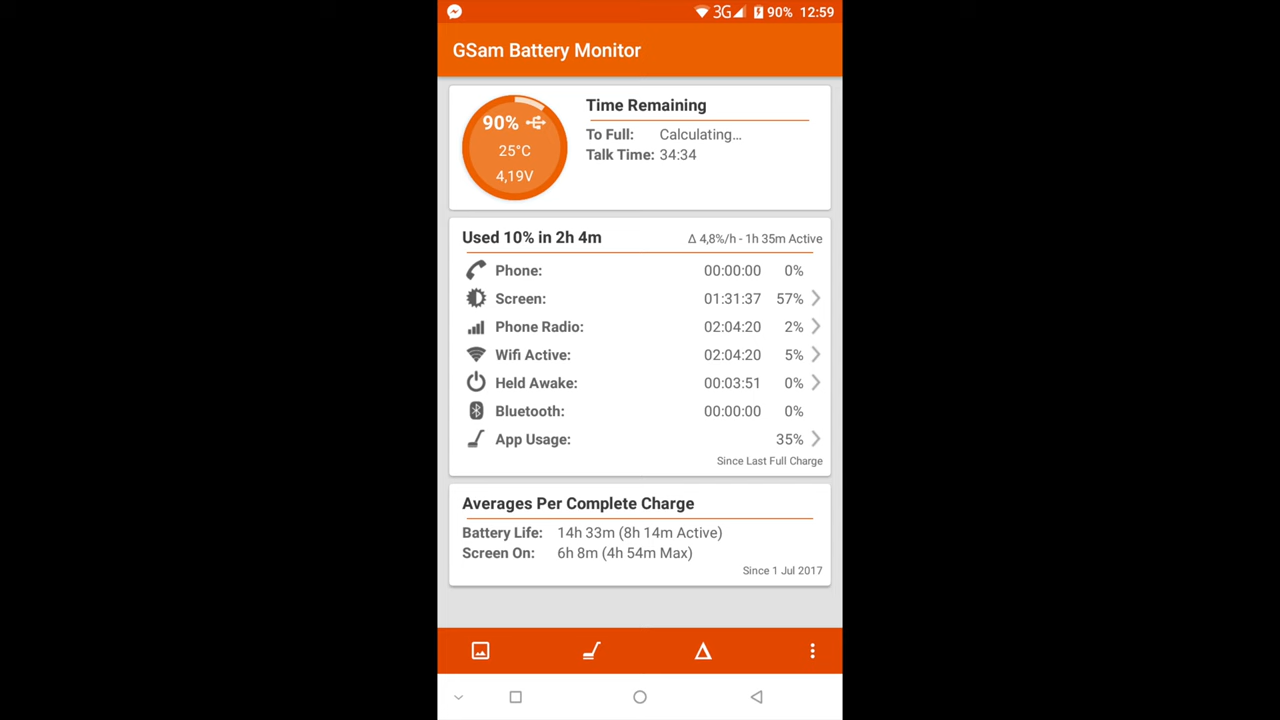 3G 90% 12:59
GSam Battery Monitor
90%
25°C
4,19V
Time Remaining
To Full: Calculating...
Talk Time: 34:34
Used 10% in 2h 4m Δ 4,8%/h - 1h 35m Active
Phone: 00:00:00 0%
Screen: 01:31:37 57%
Phone Radio: 02:04:20 2%
Wifi Active: 02:04:20 5%
Held Awake: 00:03:51 0%
Bluetooth: 00:00:00 0%
App Usage: 35%
Since Last Full Charge
Averages Per Complete Charge
Battery Life: 14h 33m (8h 14m Active)
Screen On: 6h 8m (4h 54m Max)
Since 1 Jul 2017